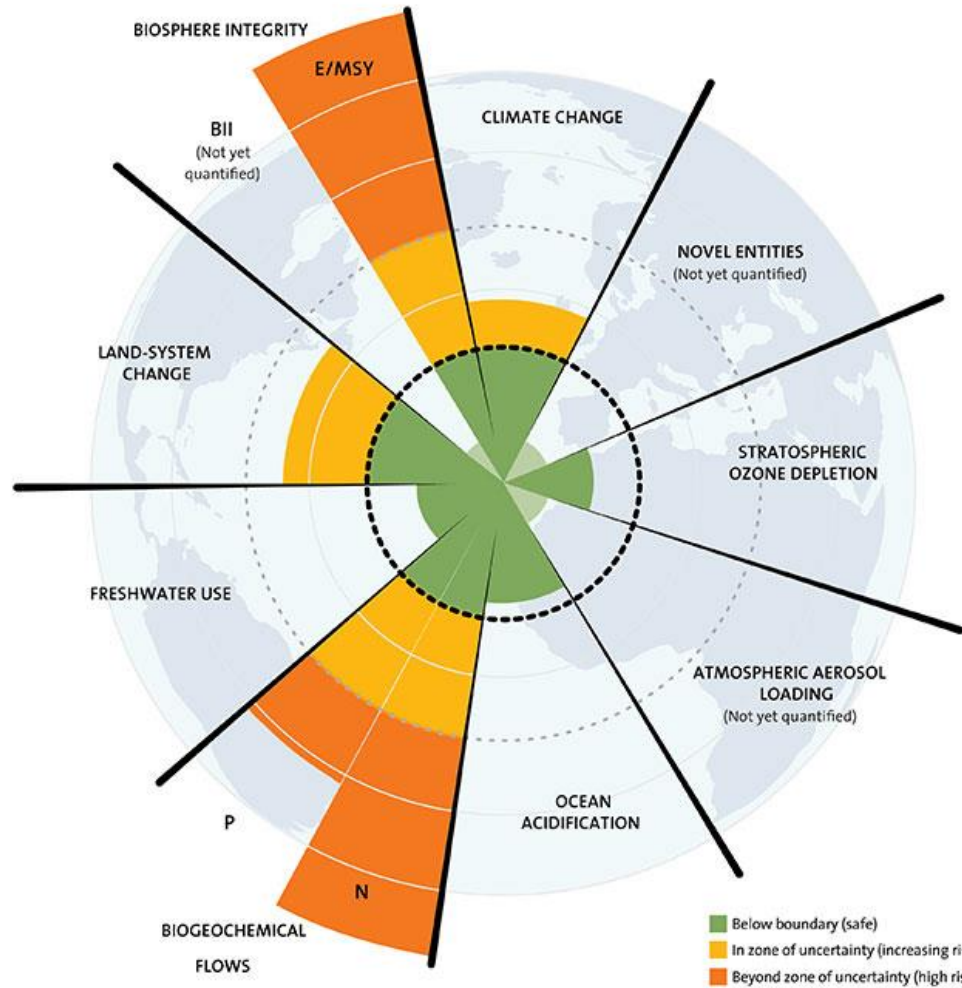 BIOSPHERE INTEGRITY
E/MSY
BII
(Not yet
quantified)
CLIMATE CHANGE
NOVEL ENTITIES
(Not yet quantified)
LAND-SYSTEM
CHANGE
STRATOSPHERIC
OZONE DEPLETION
FRESHWATER USE
ATMOSPHERIC AEROSOL
LOADING
(Not yet quantified)
OCEAN
ACIDIFICATION
P
N
BIOGEOCHEMICAL
FLOWS
Below boundary (safe)
In zone of uncertainty (increasing ri
Beyond zone of uncertainty (high ris